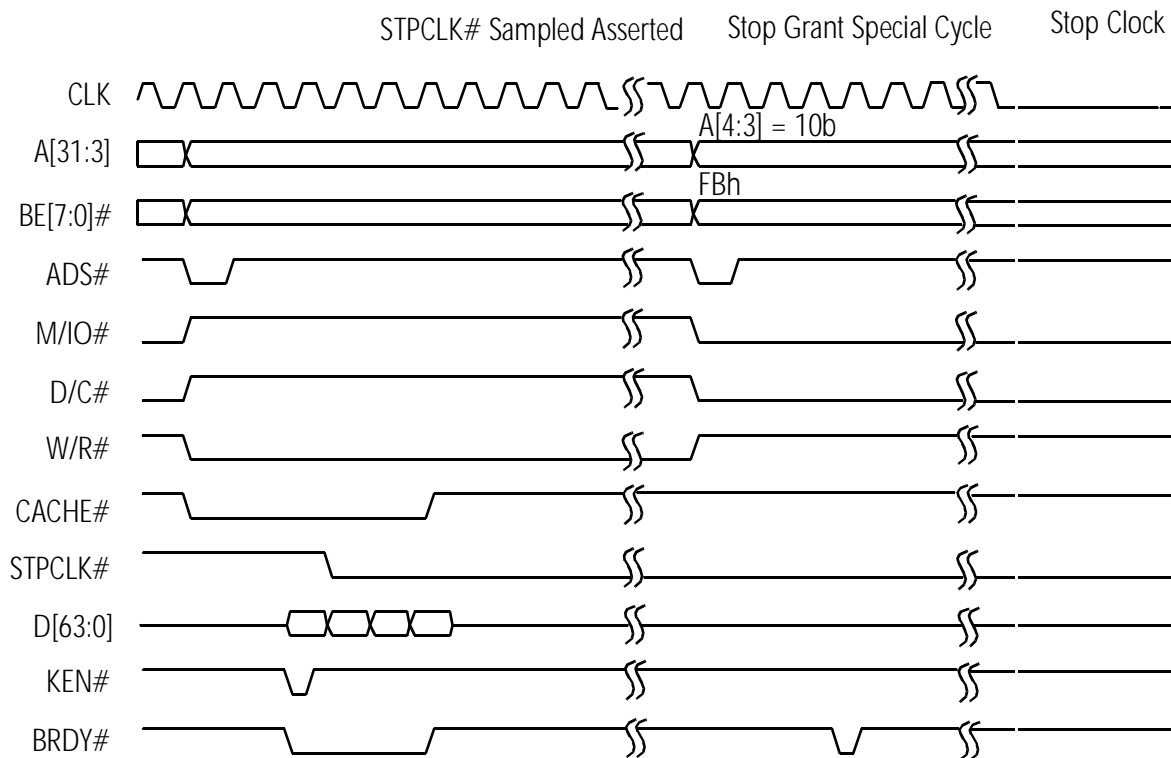 STPCLK# Sampled Asserted Stop Grant Special Cycle Stop Clock
CLK
A[4:3] = 10b
A[31:3]
FBh
BE[7:0]#
ADS#
M/IO#
D/C#
W/R#
CACHE#
STPCLK#
D[63:0]
KEN#
BRDY#